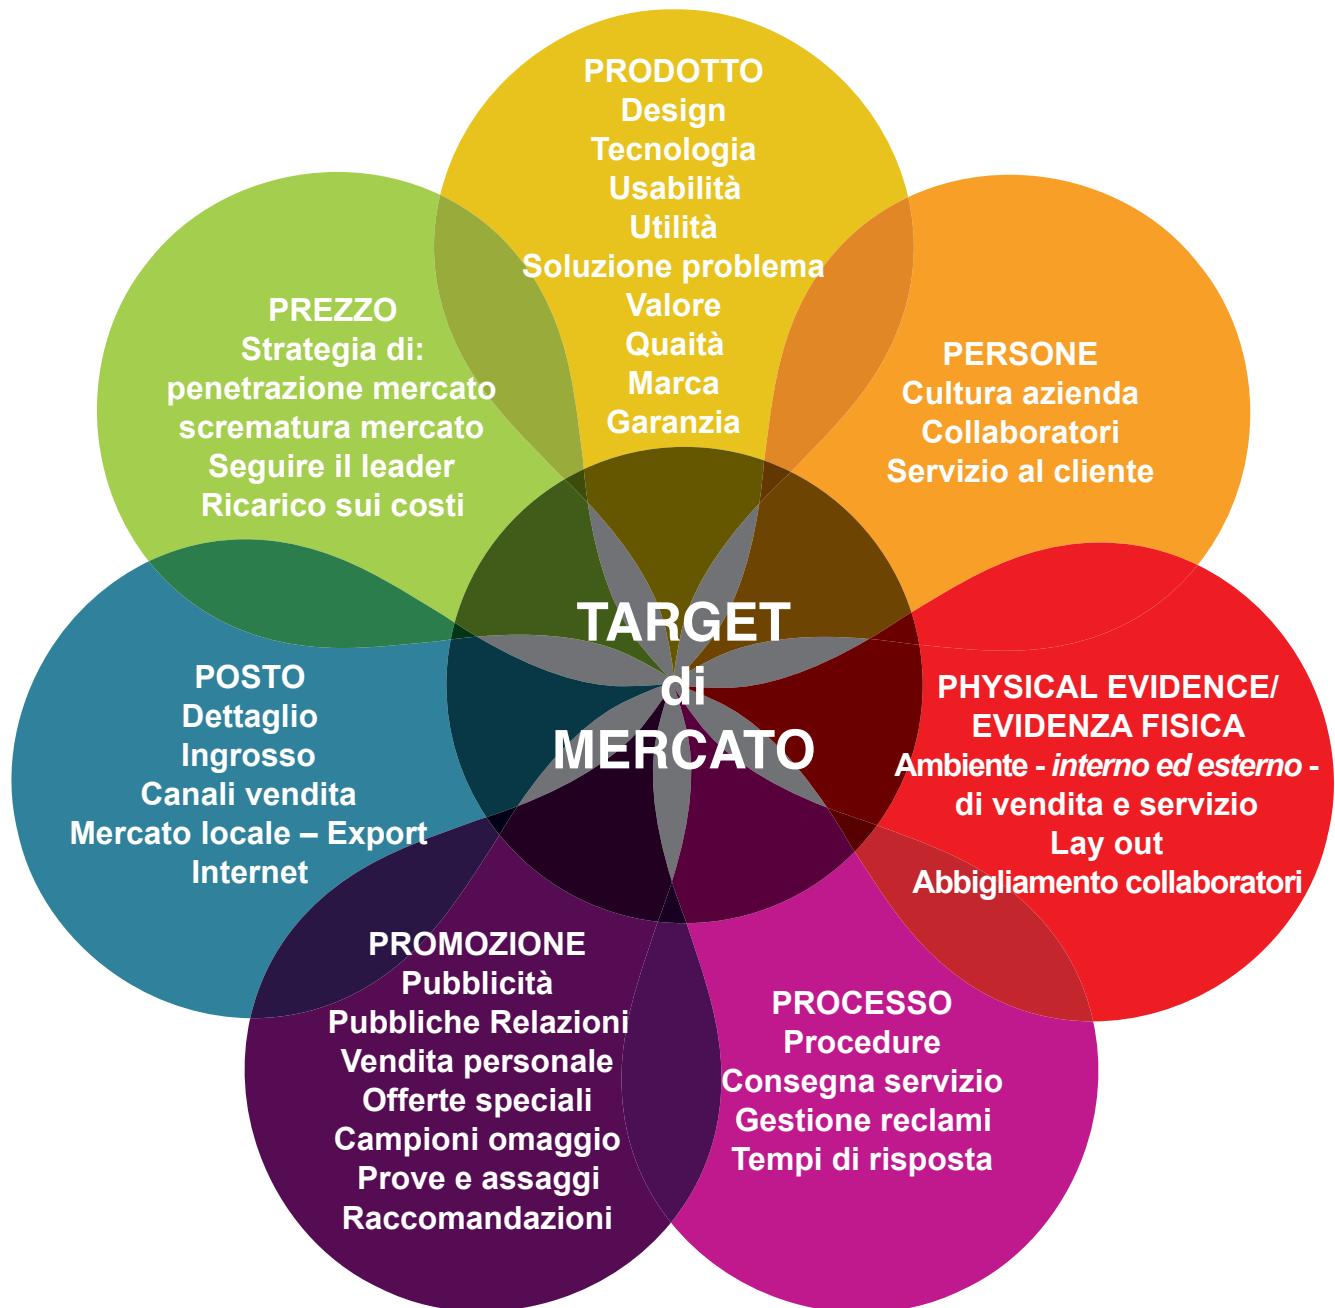 PRODOTTO
Design
Tecnologia
Usabilità
Utilità
Soluzione problema
Valore
Quaità
Marca
Garanzia
PREZZO
Strategia di:
penetrazione mercato
scrematura mercato
Seguire il leader
Ricarico sui costi
PERSONE
Cultura azienda
Collaboratori
Servizio al cliente
TARGET
di
MERCATO
POSTO
Dettaglio
Ingrosso
Canali vendita
Mercato locale – Export
Internet
PHYSICAL EVIDENCE/
EVIDENZA FISICA
Ambiente - interno ed esterno -
di vendita e servizio
Lay out
Abbigliamento collaboratori
PROMOZIONE
Pubblicità
Pubbliche Relazioni
Vendita personale
Offerte speciali
Campioni omaggio
Prove e assaggi
Raccomandazioni
PROCESSO
Procedure
Consegna servizio
Gestione reclami
Tempi di risposta